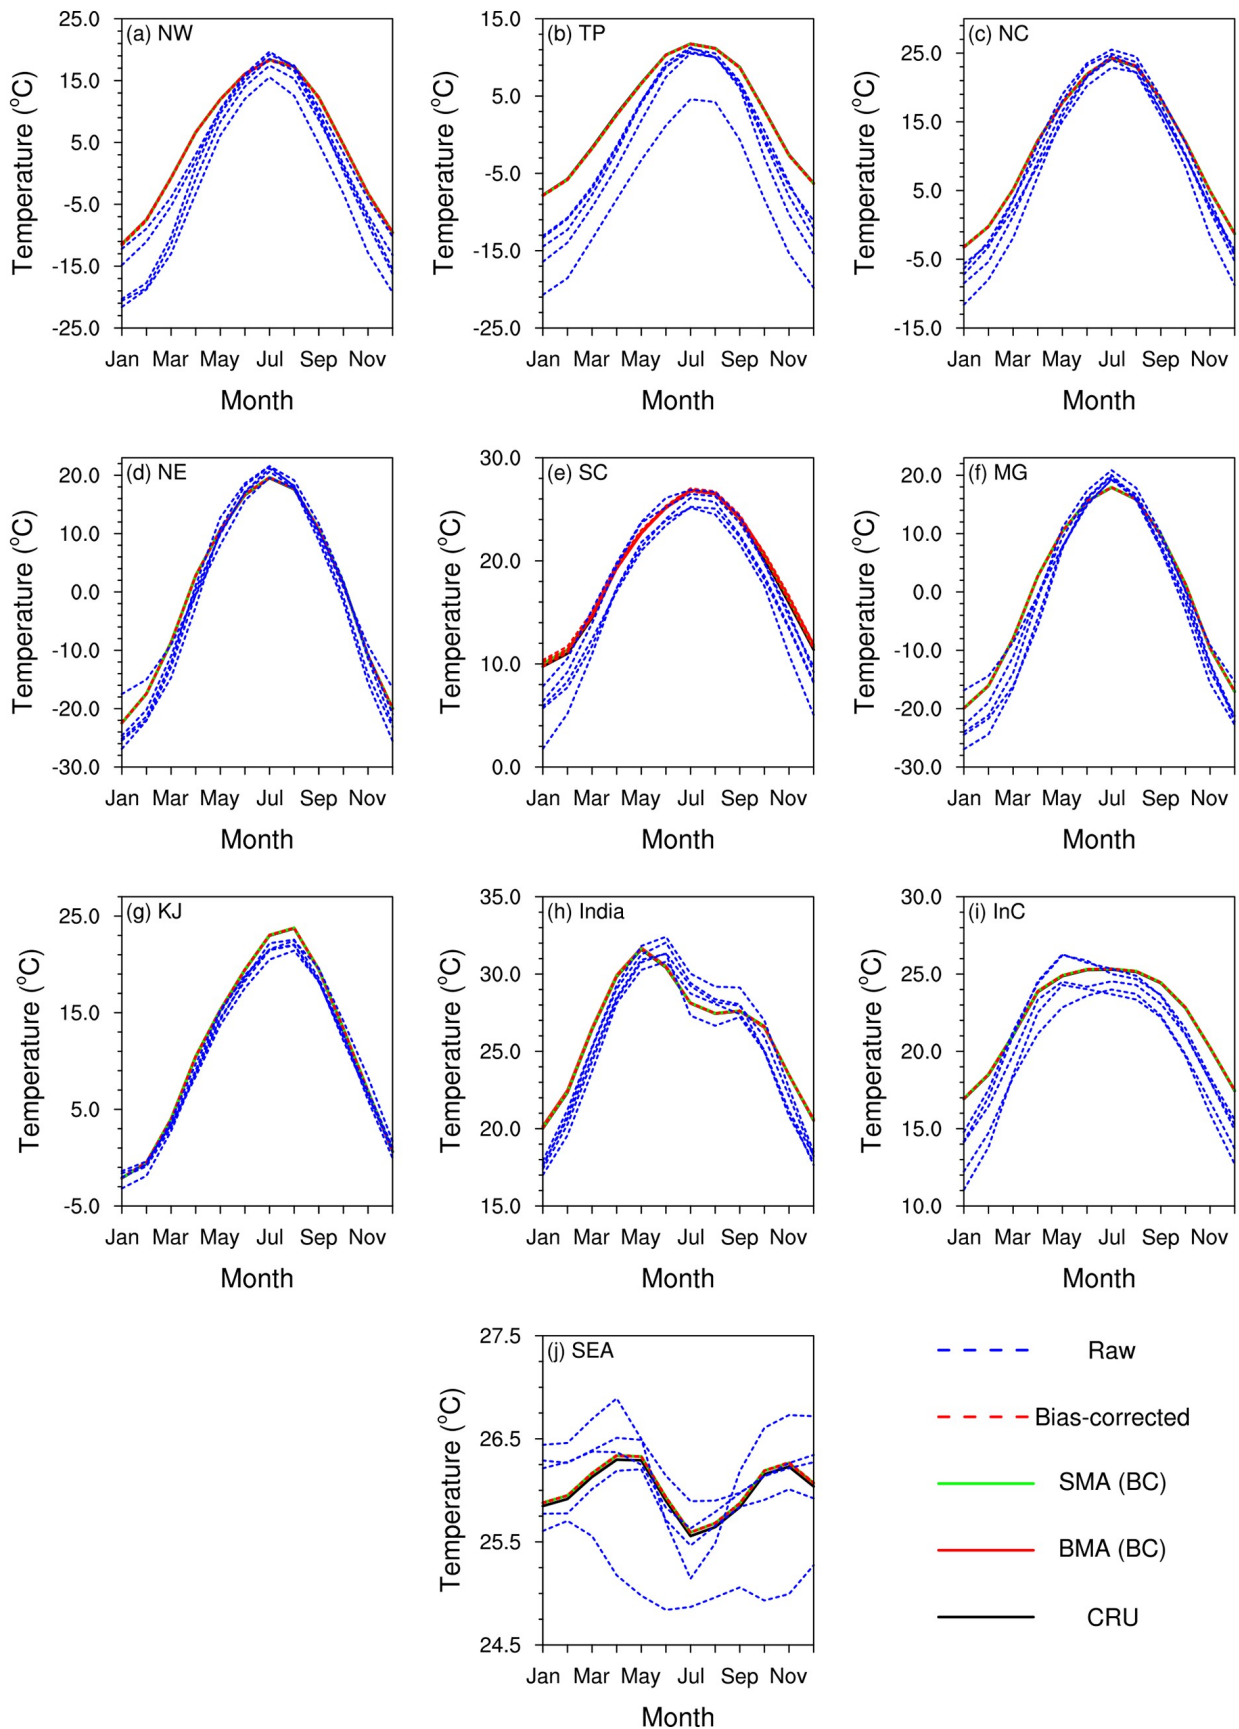 (a) NW
Temperature (°C)
25.0
15.0
5.0
-5.0
-15.0
-25.0
Jan Mar May Jul Sep Nov
Month
(b) TP
Temperature (°C)
15.0
5.0
-5.0
-15.0
-25.0
Jan Mar May Jul Sep Nov
Month
(c) NC
Temperature (°C)
25.0
15.0
5.0
-5.0
-15.0
Jan Mar May Jul Sep Nov
Month
(d) NE
Temperature (°C)
20.0
10.0
0.0
-10.0
-20.0
-30.0
Jan Mar May Jul Sep Nov
Month
(e) SC
Temperature (°C)
30.0
20.0
10.0
0.0
Jan Mar May Jul Sep Nov
Month
(f) MG
Temperature (°C)
20.0
10.0
0.0
-10.0
-20.0
-30.0
Jan Mar May Jul Sep Nov
Month
(g) KJ
Temperature (°C)
25.0
15.0
5.0
-5.0
Jan Mar May Jul Sep Nov
Month
(h) India
Temperature (°C)
35.0
30.0
25.0
20.0
15.0
Jan Mar May Jul Sep Nov
Month
(i) InC
Temperature (°C)
30.0
25.0
20.0
15.0
10.0
Jan Mar May Jul Sep Nov
Month
(j) SEA
Temperature (°C)
27.5
26.5
25.5
24.5
Jan Mar May Jul Sep Nov
Month
Raw
Bias-corrected
SMA (BC)
BMA (BC)
CRU